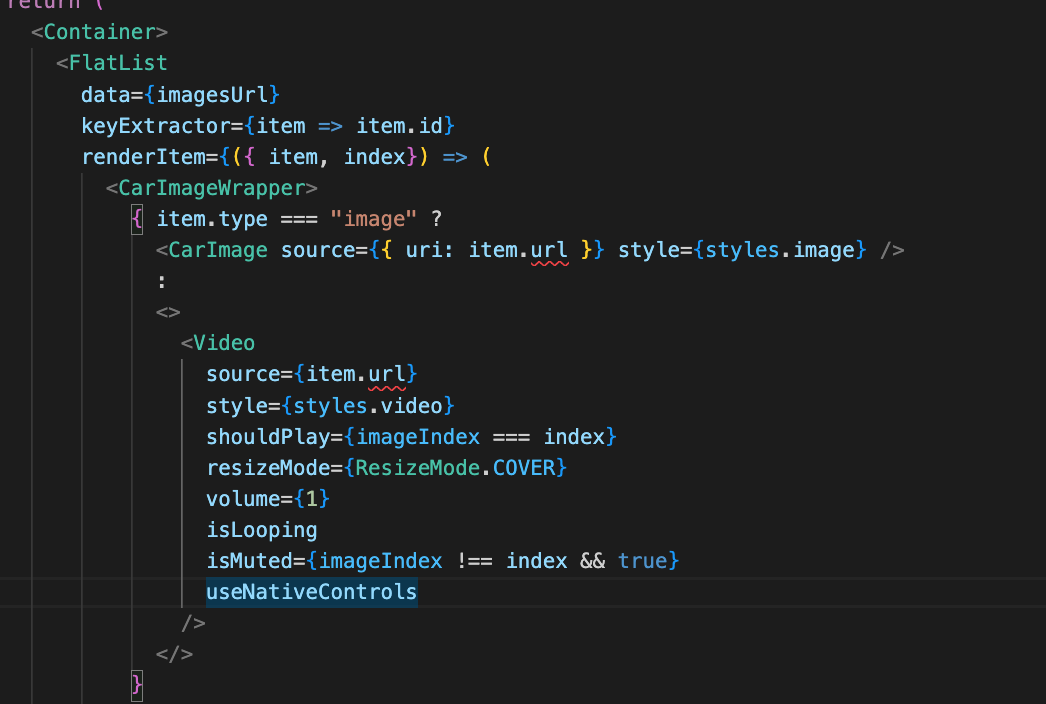 return (
<Container>
<FlatList
data={imagesUrl}
keyExtractor={item => item.id}
renderItem={({ item, index}) => (
<CarImageWrapper>
{ item.type === "image" ?
<CarImage source={{ uri: item.url }} style={styles.image} />
:
<>
<Video
source={item.url}
style={styles.video}
shouldPlay={imageIndex === index}
resizeMode={ResizeMode.COVER}
volume={1}
isLooping
isMuted={imageIndex !== index && true}
useNativeControls
/>
</>
}